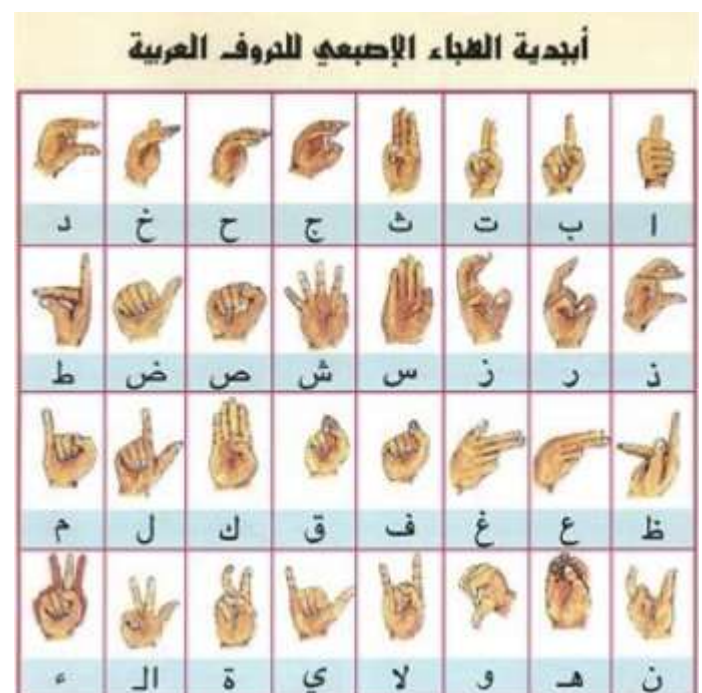 أبجدية الهجاء الإصبعي للحروف العربية
ا ب ت ث ج ح خ د
ذ ر ز س ش ص ض ط
ظ ع غ ف ق ك ل م
ن هـ و لا ي ة الـ ء